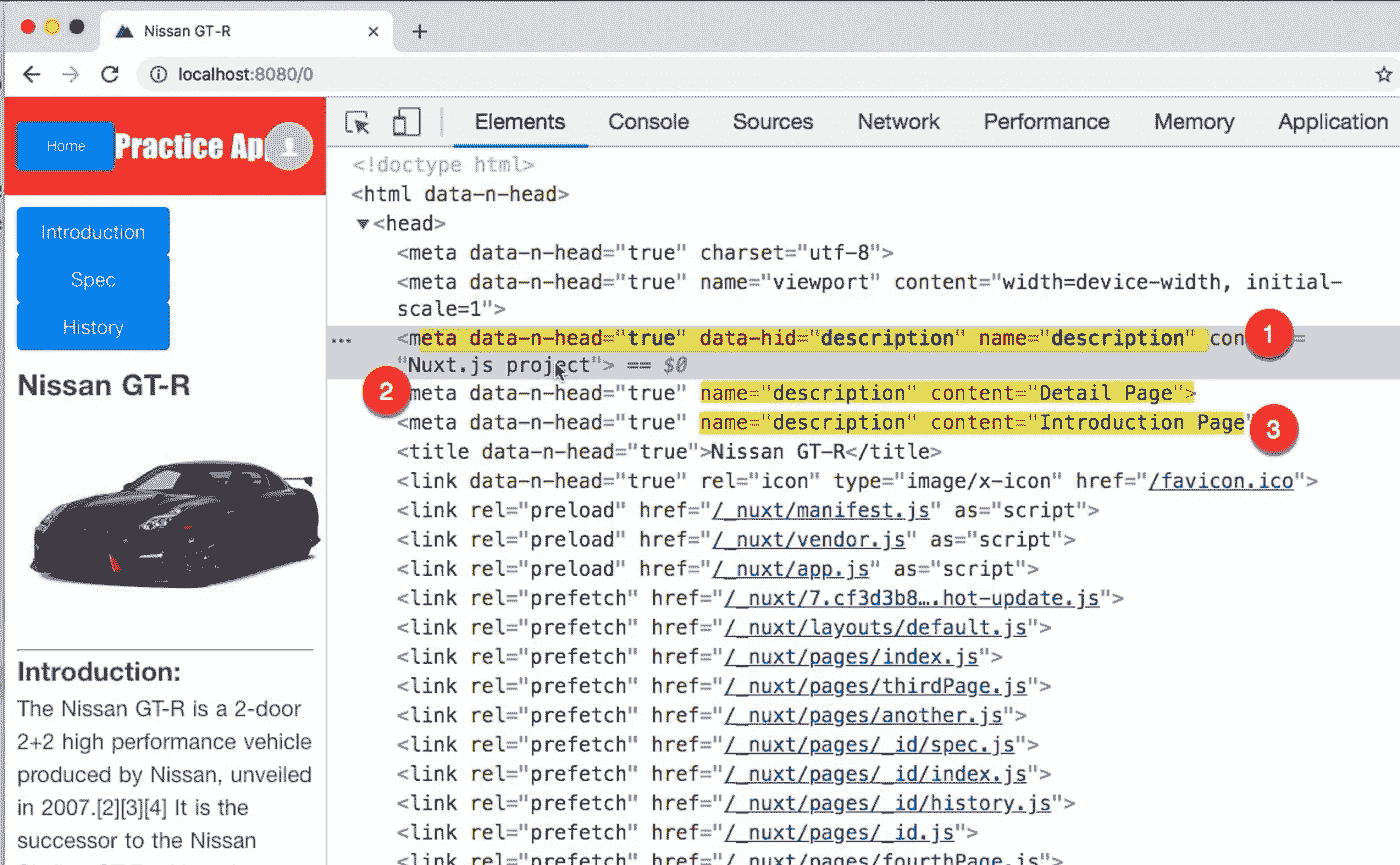 Nissan GT-R
localhost:8080/0
Home
Practice Ap
Introduction
Spec
History
Nissan GT-R
Introduction:
The Nissan GT-R is a 2-door
2+2 high performance vehicle
produced by Nissan, unveiled
in 2007.[2][3][4] It is the
successor to the Nissan
Elements Console Sources Network Performance Memory Application
<!doctype html>
<html data-n-head>
▼<head>
<meta data-n-head="true" charset="utf-8">
<meta data-n-head="true" name="viewport" content="width=device-width, initial-
scale=1">
... <meta data-n-head="true" data-hid="description" name="description" con 1 =
"Nuxt.js project"> == $0
2 meta data-n-head="true" name="description" content="Detail Page">
<meta data-n-head="true" name="description" content="Introduction Page" 3
<title data-n-head="true">Nissan GT-R</title>
<link data-n-head="true" rel="icon" type="image/x-icon" href="/favicon.ico">
<link rel="preload" href="/_nuxt/manifest.js" as="script">
<link rel="preload" href="/_nuxt/vendor.js" as="script">
<link rel="preload" href="/_nuxt/app.js" as="script">
<link rel="prefetch" href="/_nuxt/7.cf3d3b8….hot-update.js">
<link rel="prefetch" href="/_nuxt/layouts/default.js">
<link rel="prefetch" href="/_nuxt/pages/index.js">
<link rel="prefetch" href="/_nuxt/pages/thirdPage.js">
<link rel="prefetch" href="/_nuxt/pages/another.js">
<link rel="prefetch" href="/_nuxt/pages/_id/spec.js">
<link rel="prefetch" href="/_nuxt/pages/_id/index.js">
<link rel="prefetch" href="/_nuxt/pages/_id/history.js">
<link rel="prefetch" href="/_nuxt/pages/_id.js">
<link rel="prefetch" href="/_nuxt/pages/fourthPage.js">